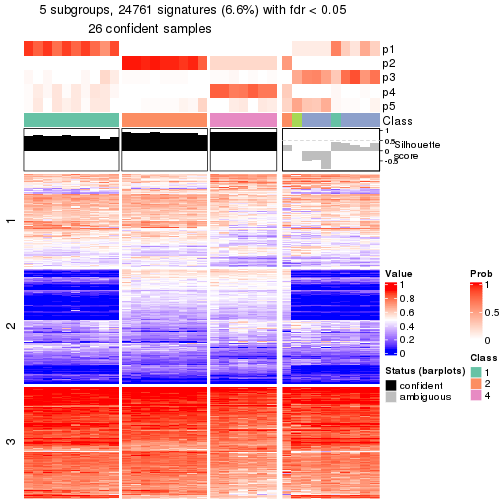 5 subgroups, 24761 signatures (6.6%) with fdr < 0.05
26 confident samples
p1
p2
p3
p4
p5
Class
1
0.5
0
-0.5
Silhouette
score
1
2
3
Value
1
0.8
0.6
0.4
0.2
0
Prob
1
0.5
0
Status (barplots)
confident
ambiguous
Class
1
2
4